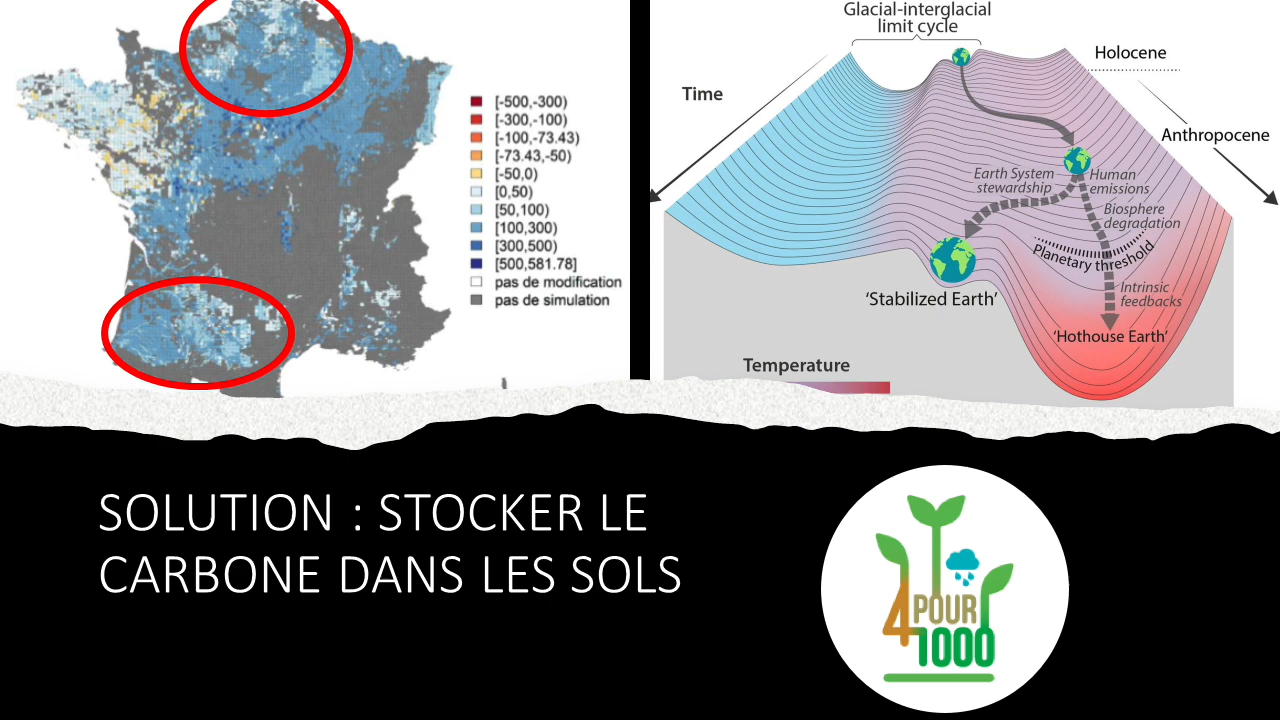 [-500,-300)
[-300,-100)
[-100,-73.43)
[-73.43,-50)
[-50,0)
[0,50)
[50,100)
[100,300)
[300,500)
[500,581.78]
pas de modification
pas de simulation
Glacial-interglacial
limit cycle
Holocene
Time
Anthropocene
Earth System
stewardship
Human
emissions
Biosphere
degradation
Planetary threshold
Intrinsic
feedbacks
'Stabilized Earth'
'Hothouse Earth'
Temperature
SOLUTION : STOCKER LE
CARBONE DANS LES SOLS
4 POUR
1000